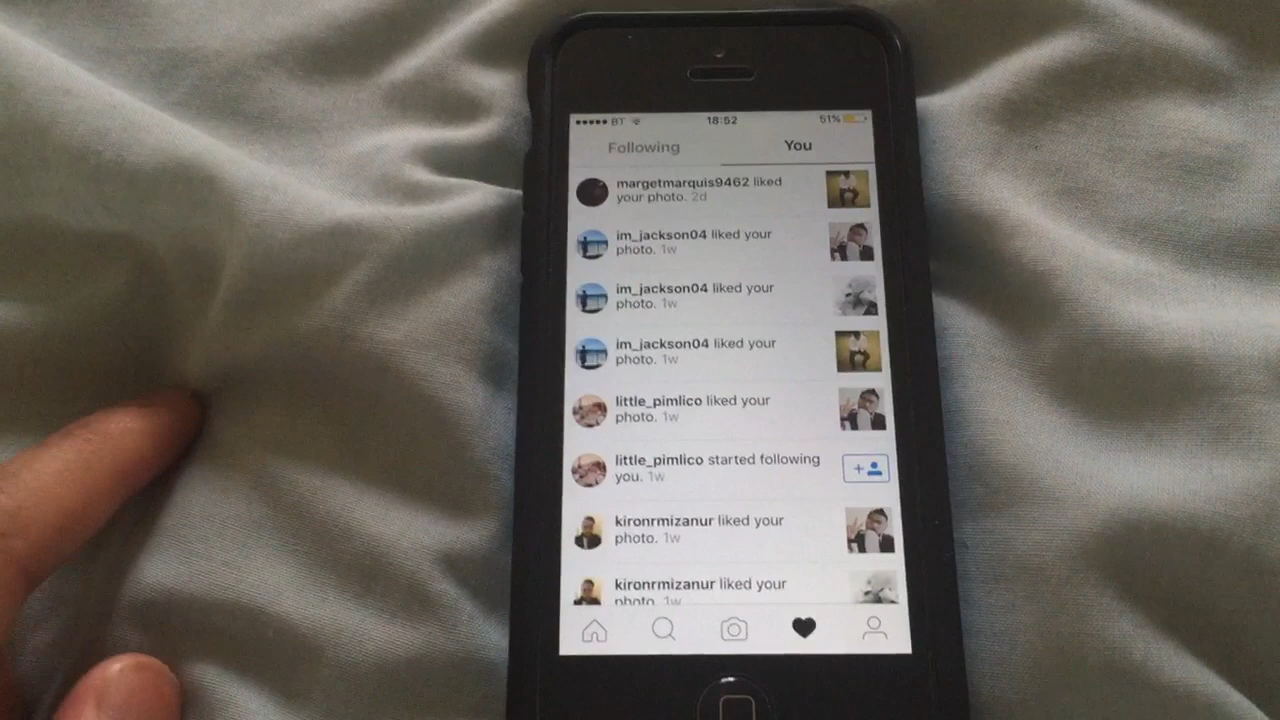 BT 18:52 51%
Following You
margetmarquis9462 liked
your photo. 2d
im_jackson04 liked your
photo. 1w
im_jackson04 liked your
photo. 1w
im_jackson04 liked your
photo. 1w
little_pimlico liked your
photo. 1w
little_pimlico started following
you. 1w
kironrmizanur liked your
photo. 1w
kironrmizanur liked your
photo. 1w